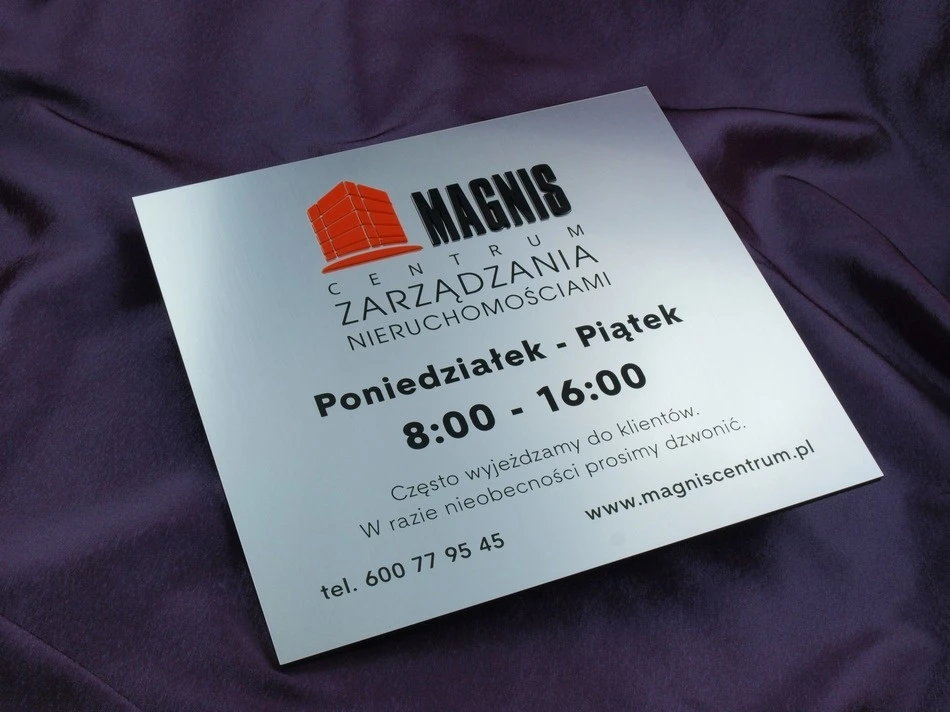 MAGNIS
CENTRUM
ZARZĄDZANIA
NIERUCHOMOŚCIAMI
Poniedziałek - Piątek
8:00 - 16:00
Często wyjeżdzamy do klientów.
W razie nieobecności prosimy dzwonić.
tel. 600 77 95 45
www.magniscentrum.pl